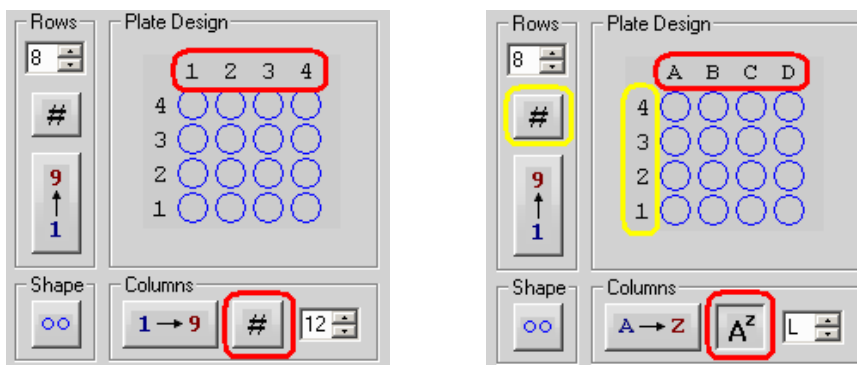 Rows
Plate Design
8
1 2 3 4
#
4
3
2
1
9
1
Shape
Columns
1→9
#
12
Rows
Plate Design
8
A B C D
#
4
3
2
1
9
1
Shape
Columns
A→Z
Aᶻ
L